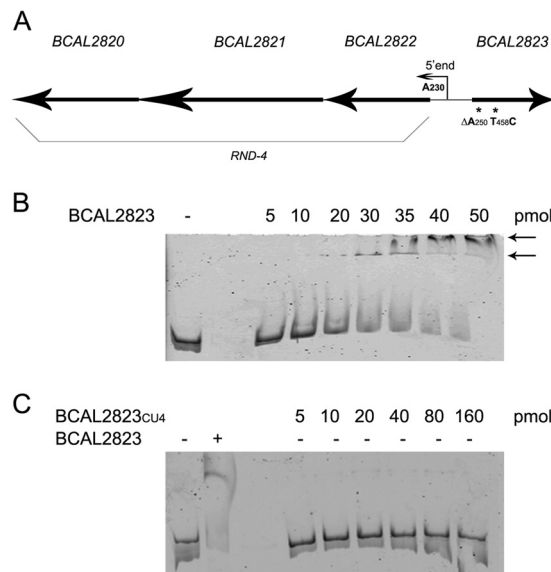 A
BCAL2820 BCAL2821 BCAL2822 BCAL2823
5'end
A230
* *
ΔA250 T458C
RND-4
B
BCAL2823 - 5 10 20 30 35 40 50 pmol
C
BCAL2823CU4 5 10 20 40 80 160 pmol
BCAL2823 - + - - - - - -